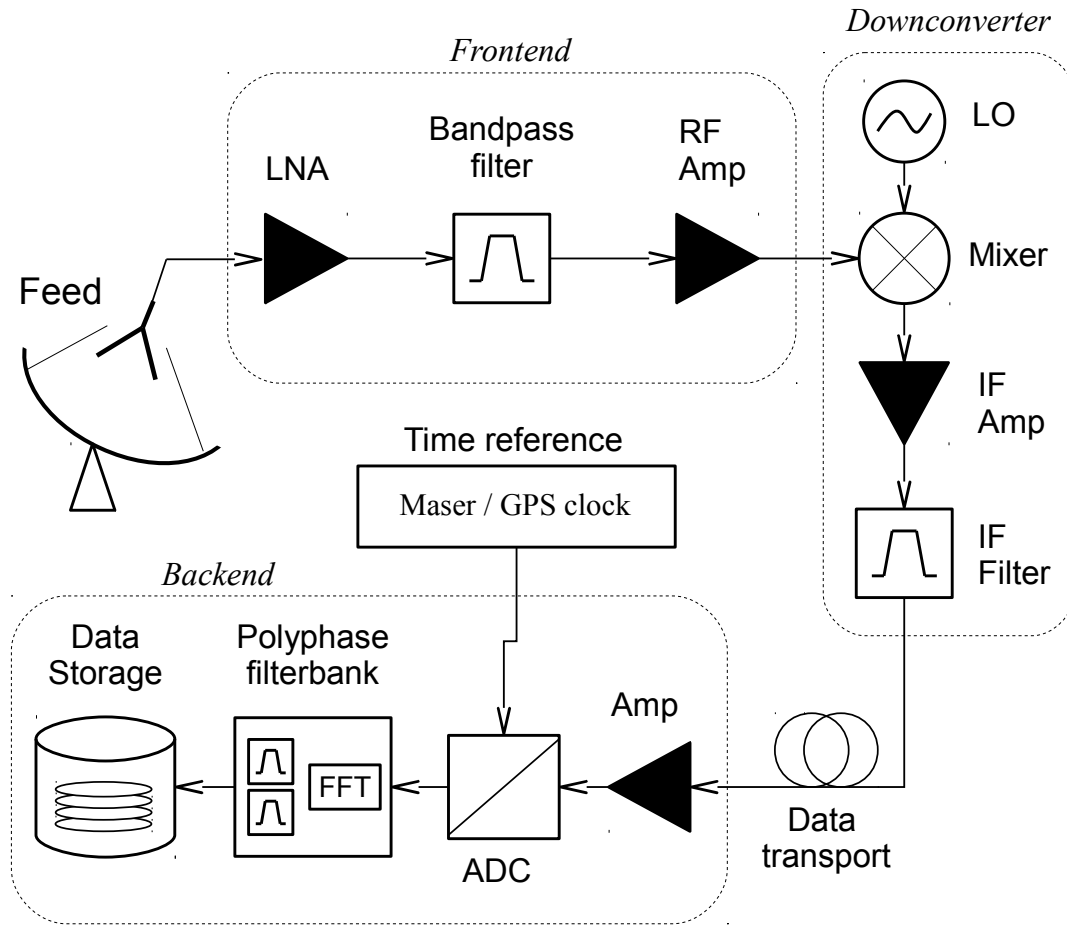 Downconverter
Frontend
LO
Bandpass
filter
RF
Amp
LNA
Mixer
Feed
IF
Amp
Time reference
Maser / GPS clock
IF
Filter
Backend
Data
Storage
Polyphase
filterbank
Amp
FFT
Data
transport
ADC